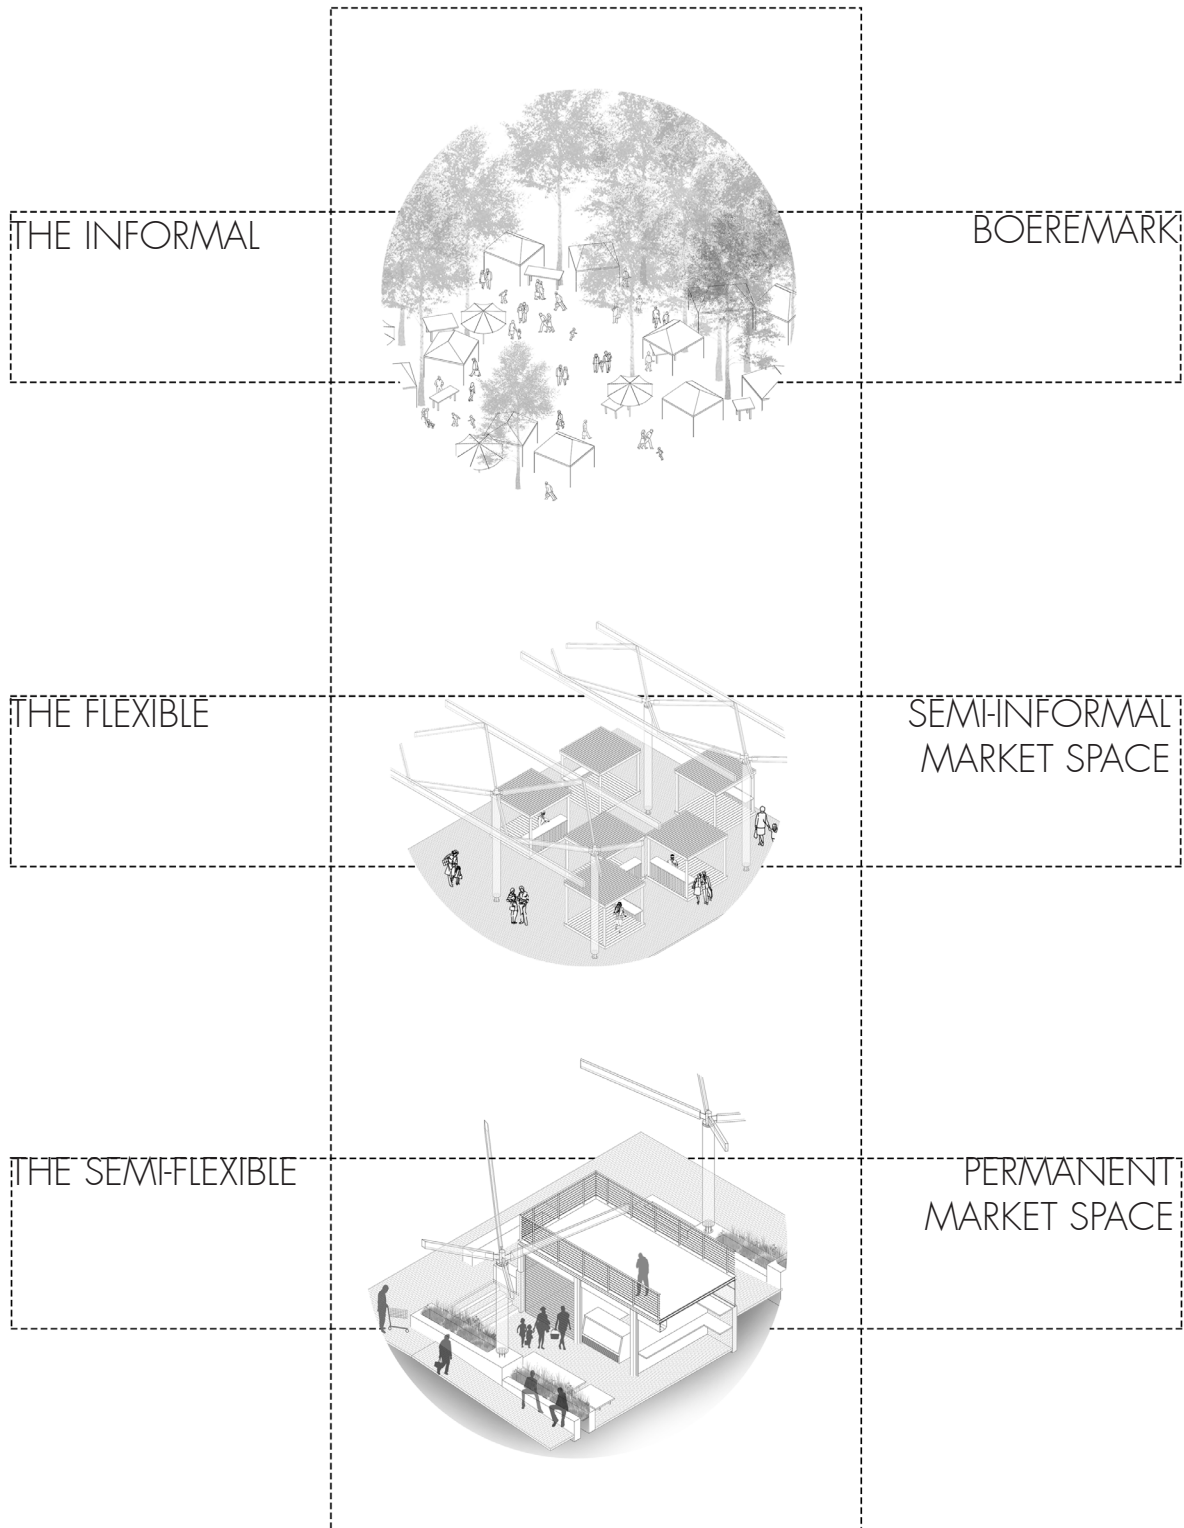 THE INFORMAL
BOEREMARK
THE FLEXIBLE
SEMI-INFORMAL
MARKET SPACE
THE SEMI-FLEXIBLE
PERMANENT
MARKET SPACE